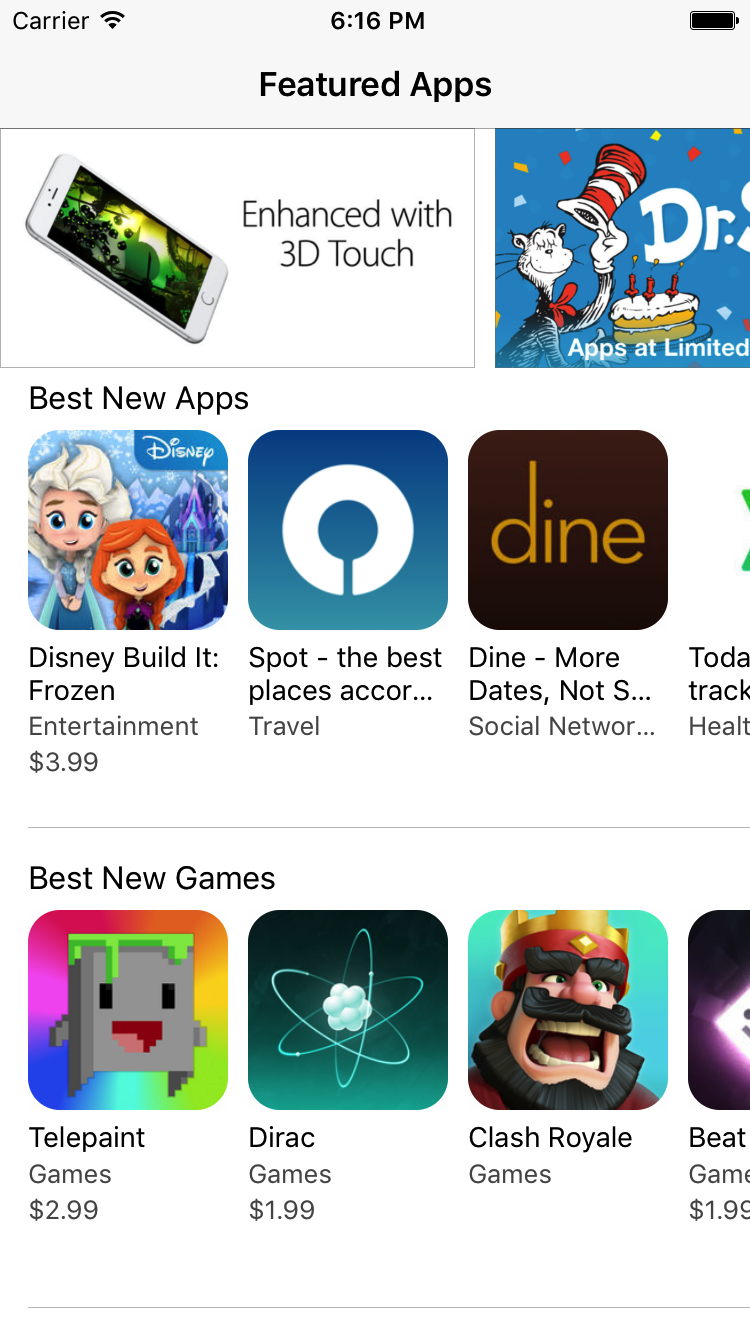 Carrier 6:16 PM
Featured Apps
Enhanced with
3D Touch
Dr.
Apps at Limited
Best New Apps
Disney
dine
Disney Build It:
Frozen
Entertainment
$3.99
Spot - the best
places accor...
Travel
Dine - More
Dates, Not S...
Social Networ...
Toda
track
Healt
Best New Games
Telepaint
Games
$2.99
Dirac
Games
$1.99
Clash Royale
Games
Beat
Game
$1.99